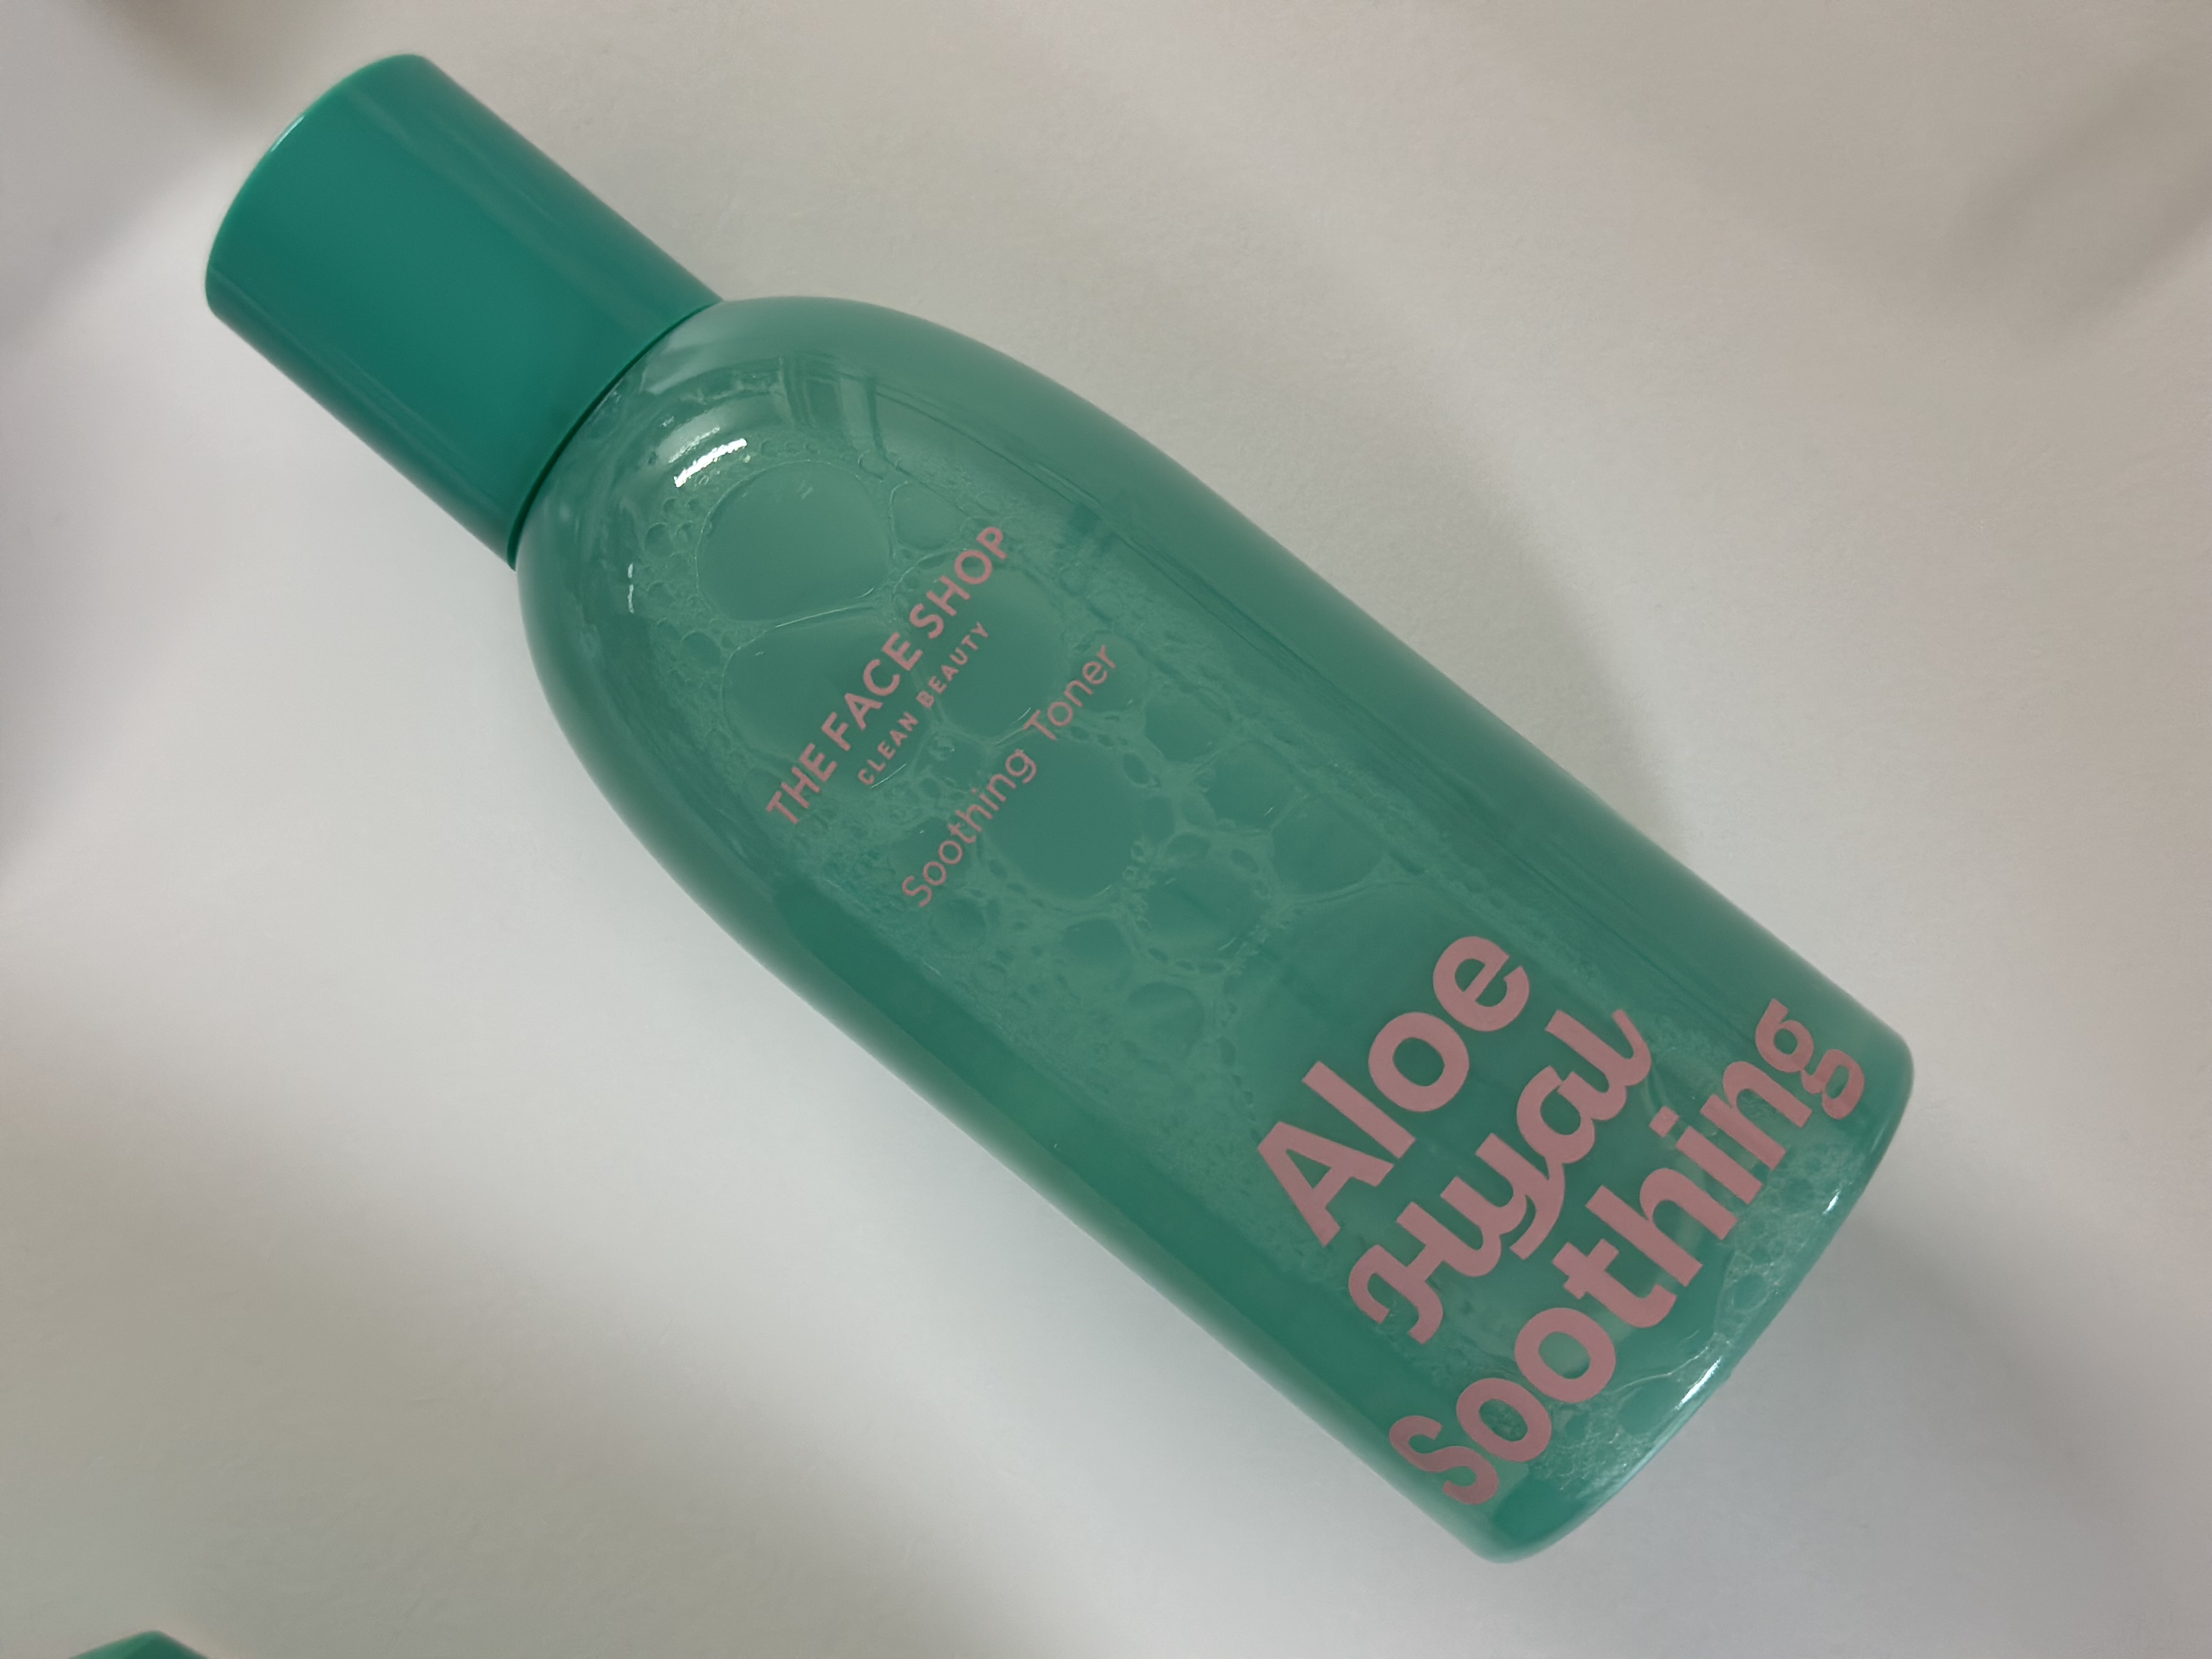 THE FACE SHOP
CLEAN BEAUTY
Soothing Toner
Aloe
Hyal
Soothing